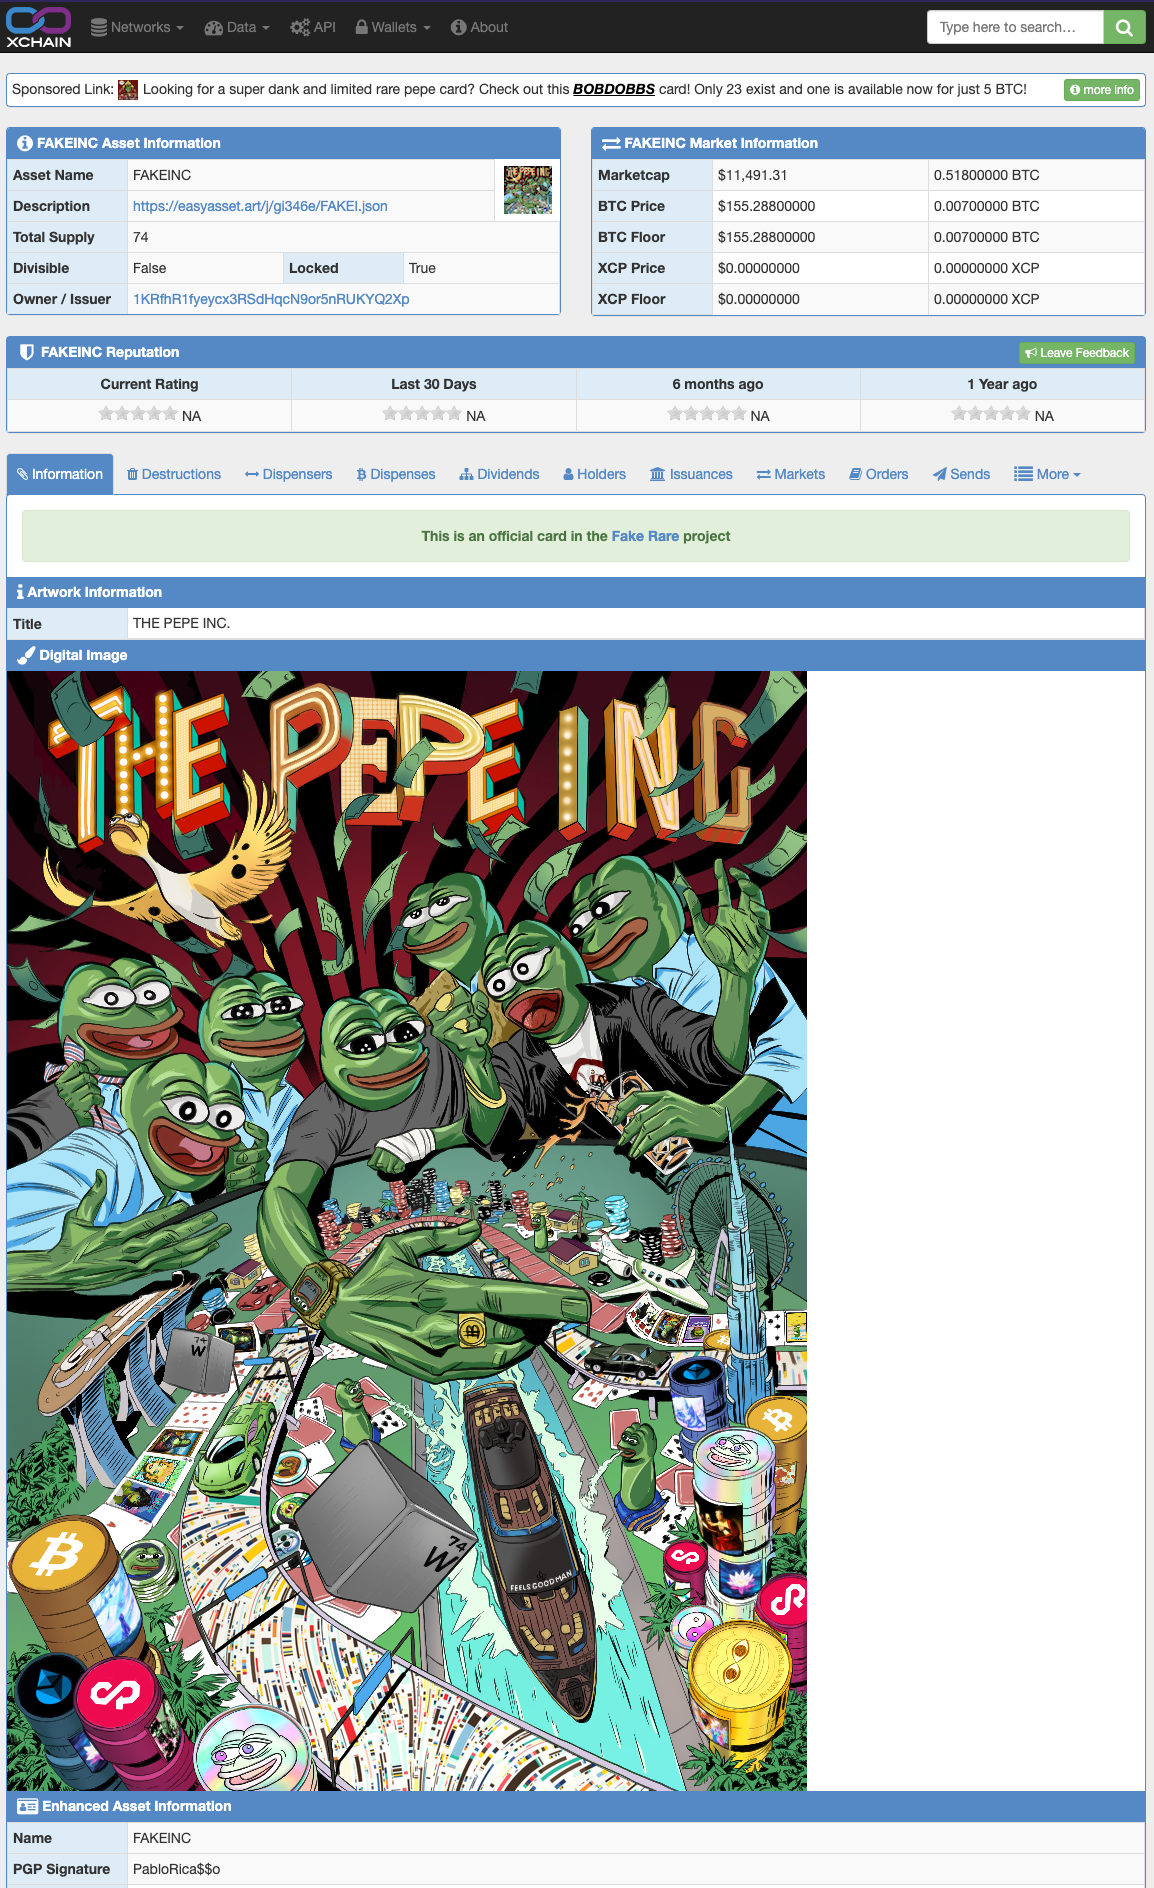 XCHAIN
Networks Data API Wallets About Type here to search...
Sponsored Link: Looking for a super dank and limited rare pepe card? Check out this BOBDOBBS card! Only 23 exist and one is available now for just 5 BTC! more info
FAKEINC Asset Information
Asset Name FAKEINC
Description https://easyasset.art/j/gi346e/FAKEI.json
Total Supply 74
Divisible False Locked True
Owner / Issuer 1KRfhR1fyeycx3RSdHqcN9or5nRUKYQ2Xp
FAKEINC Market Information
Marketcap $11,491.31 0.51800000 BTC
BTC Price $155.28800000 0.00700000 BTC
BTC Floor $155.28800000 0.00700000 BTC
XCP Price $0.00000000 0.00000000 XCP
XCP Floor $0.00000000 0.00000000 XCP
FAKEINC Reputation Leave Feedback
Current Rating Last 30 Days 6 months ago 1 Year ago
NA NA NA NA
Information Destructions Dispensers Dispenses Dividends Holders Issuances Markets Orders Sends More
This is an official card in the Fake Rare project
Artwork Information
Title THE PEPE INC.
Digital Image
THE PEPE INC
74
W
74
W
FEELS GOOD MAN
Enhanced Asset Information
Name FAKEINC
PGP Signature PabloRica$$o